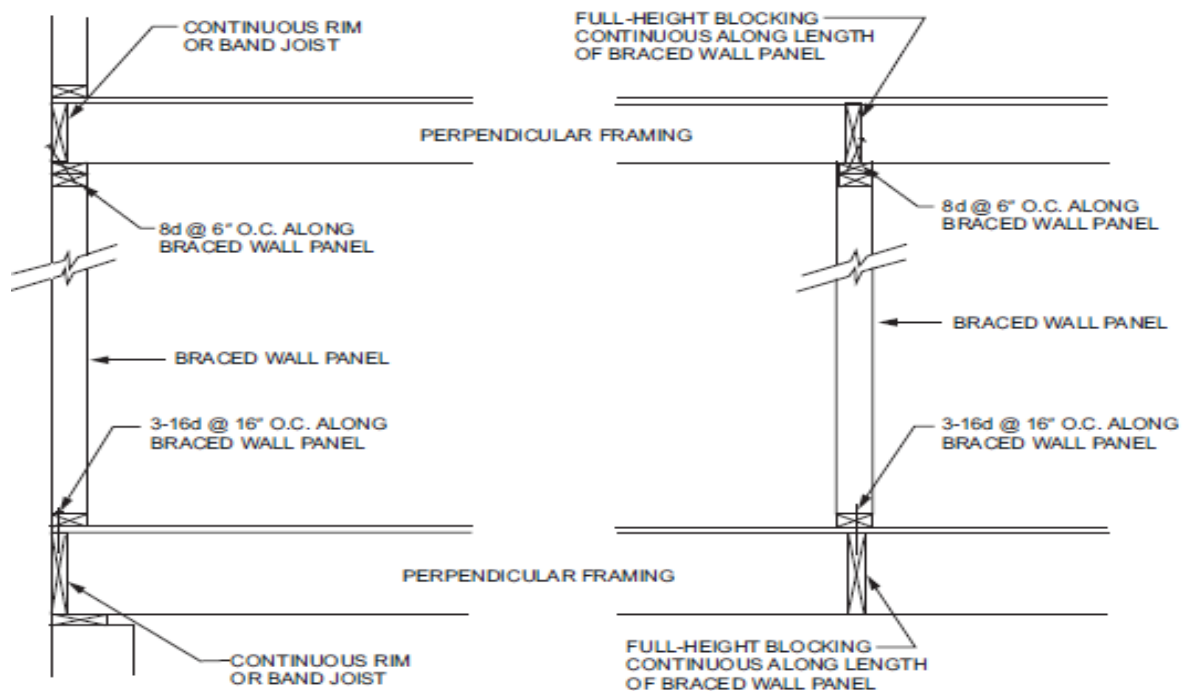 CONTINUOUS RIM
OR BAND JOIST
FULL-HEIGHT BLOCKING
CONTINUOUS ALONG LENGTH
OF BRACED WALL PANEL
PERPENDICULAR FRAMING
8d @ 6" O.C. ALONG
BRACED WALL PANEL
8d @ 6" O.C. ALONG
BRACED WALL PANEL
BRACED WALL PANEL
BRACED WALL PANEL
3-16d @ 16" O.C. ALONG
BRACED WALL PANEL
3-16d @ 16" O.C. ALONG
BRACED WALL PANEL
PERPENDICULAR FRAMING
CONTINUOUS RIM
OR BAND JOIST
FULL-HEIGHT BLOCKING
CONTINUOUS ALONG LENGTH
OF BRACED WALL PANEL